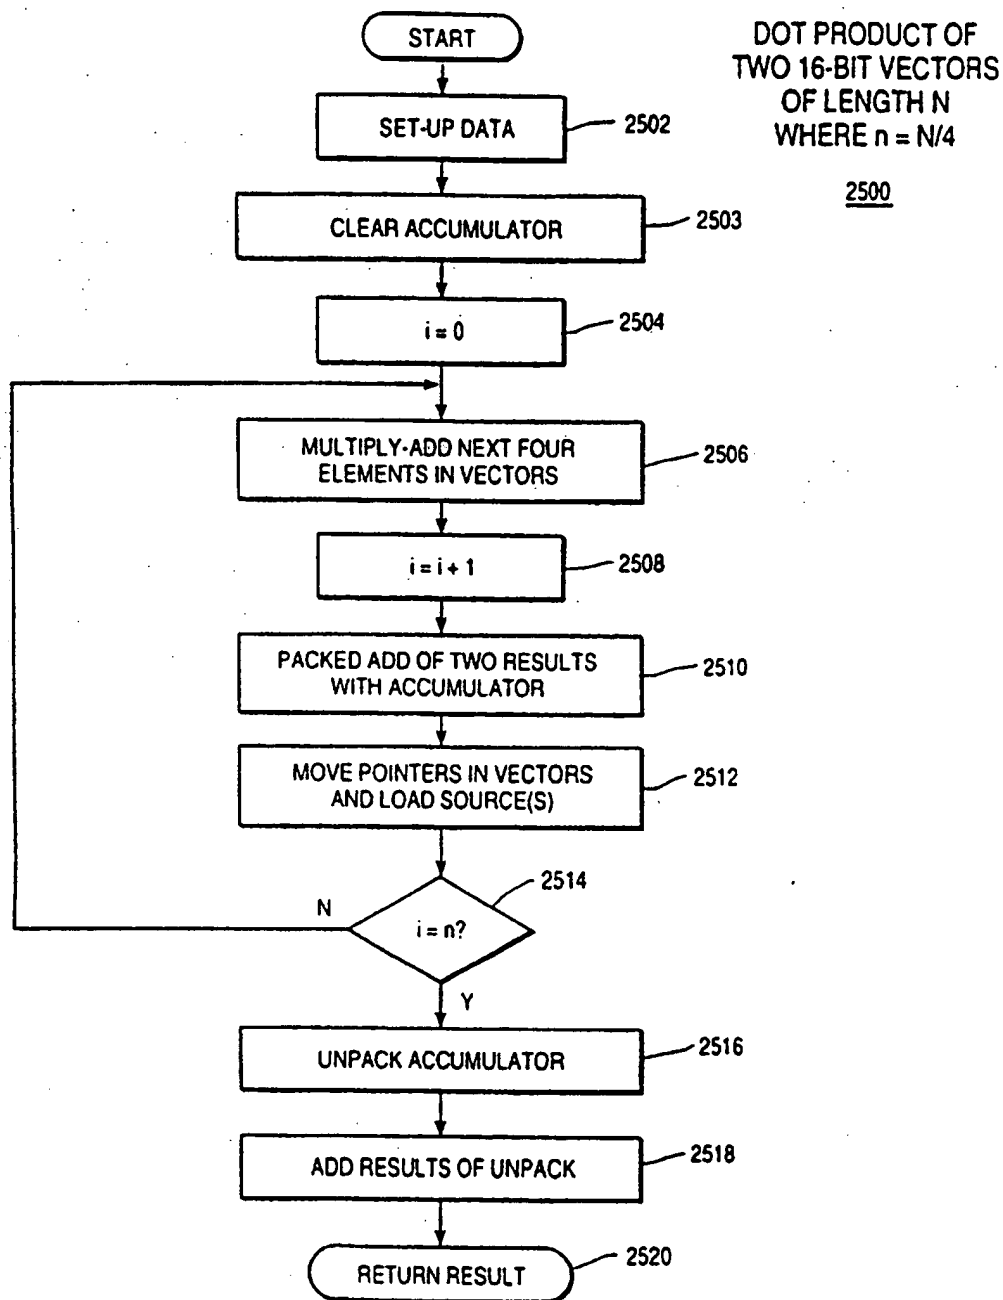 START
DOT PRODUCT OF
TWO 16-BIT VECTORS
OF LENGTH N
WHERE n = N/4
2500
SET-UP DATA
2502
CLEAR ACCUMULATOR
2503
i = 0
2504
MULTIPLY-ADD NEXT FOUR
ELEMENTS IN VECTORS
2506
i = i + 1
2508
PACKED ADD OF TWO RESULTS
WITH ACCUMULATOR
2510
MOVE POINTERS IN VECTORS
AND LOAD SOURCE(S)
2512
i = n?
2514
N
Y
UNPACK ACCUMULATOR
2516
ADD RESULTS OF UNPACK
2518
RETURN RESULT
2520